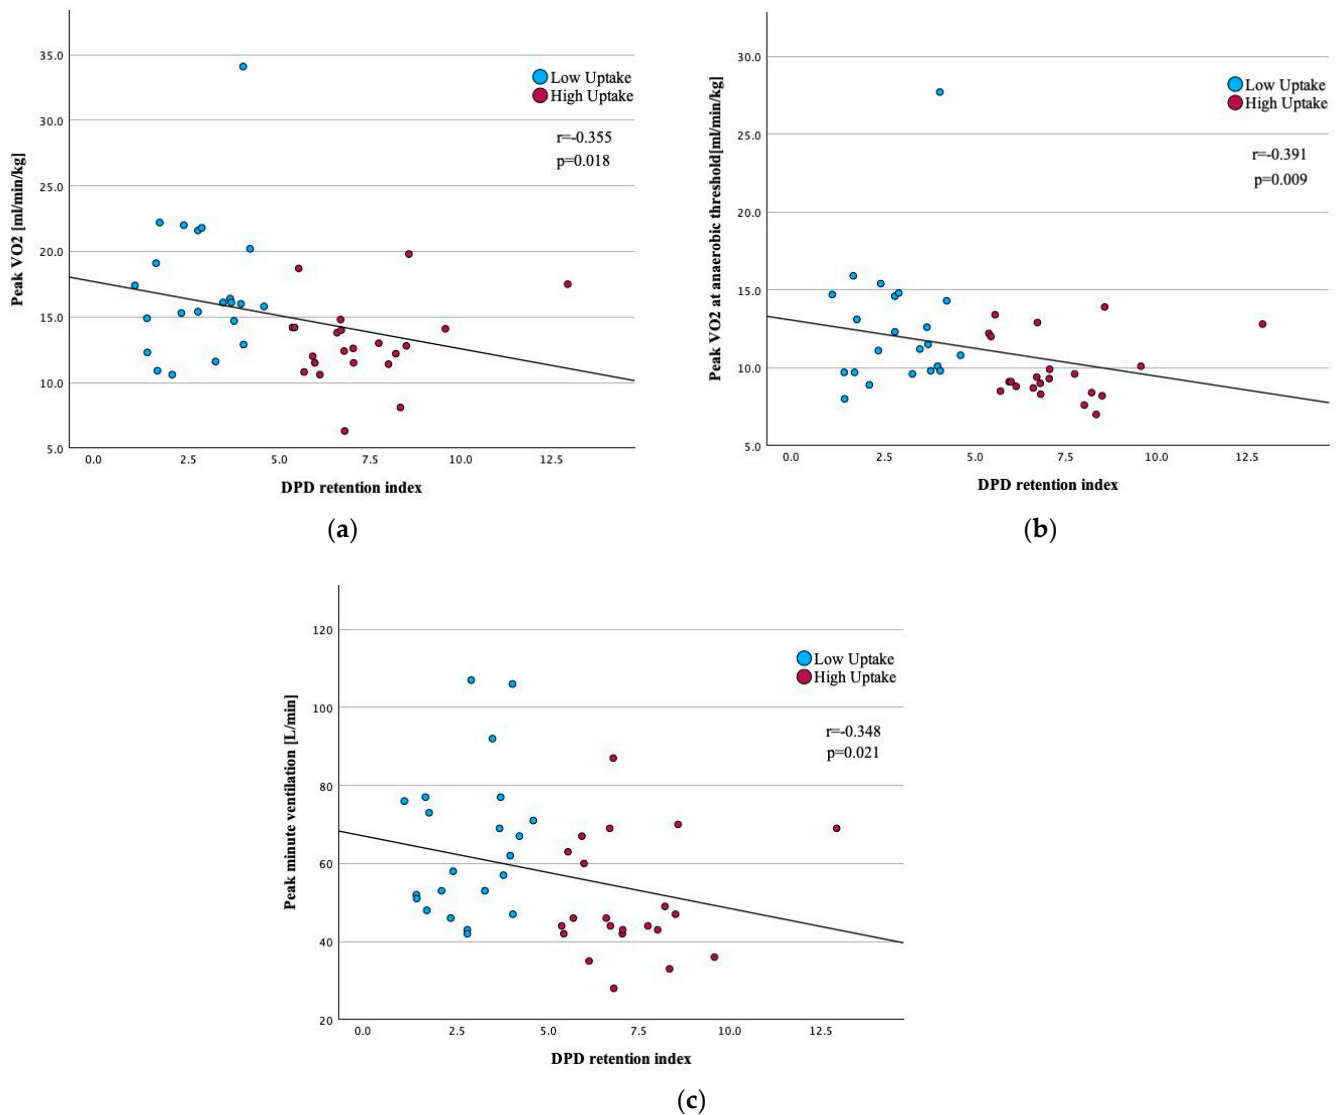 35.0
30.0
25.0
20.0
15.0
10.0
5.0
Peak VO2 [ml/min/kg]
Low Uptake
High Uptake
r=-0.355
p=0.018
0.0 2.5 5.0 7.5 10.0 12.5
DPD retention index
(a)
30.0
25.0
20.0
15.0
10.0
5.0
Peak VO2 at anaerobic threshold[ml/min/kg]
Low Uptake
High Uptake
r=-0.391
p=0.009
0.0 2.5 5.0 7.5 10.0 12.5
DPD retention index
(b)
120
100
80
60
40
20
Peak minute ventilation [L/min]
Low Uptake
High Uptake
r=-0.348
p=0.021
0.0 2.5 5.0 7.5 10.0 12.5
DPD retention index
(c)